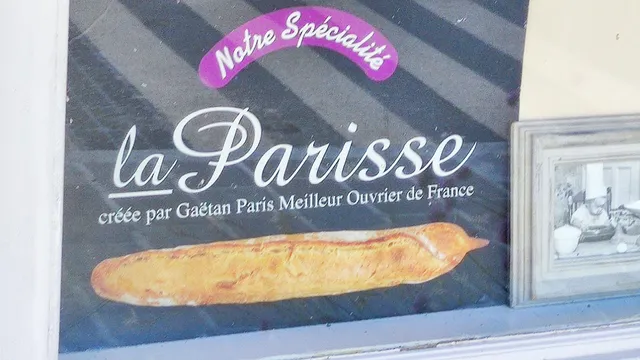 Notre Spécialité
la Parisse
créée par Gaëtan Paris Meilleur Ouvrier de France